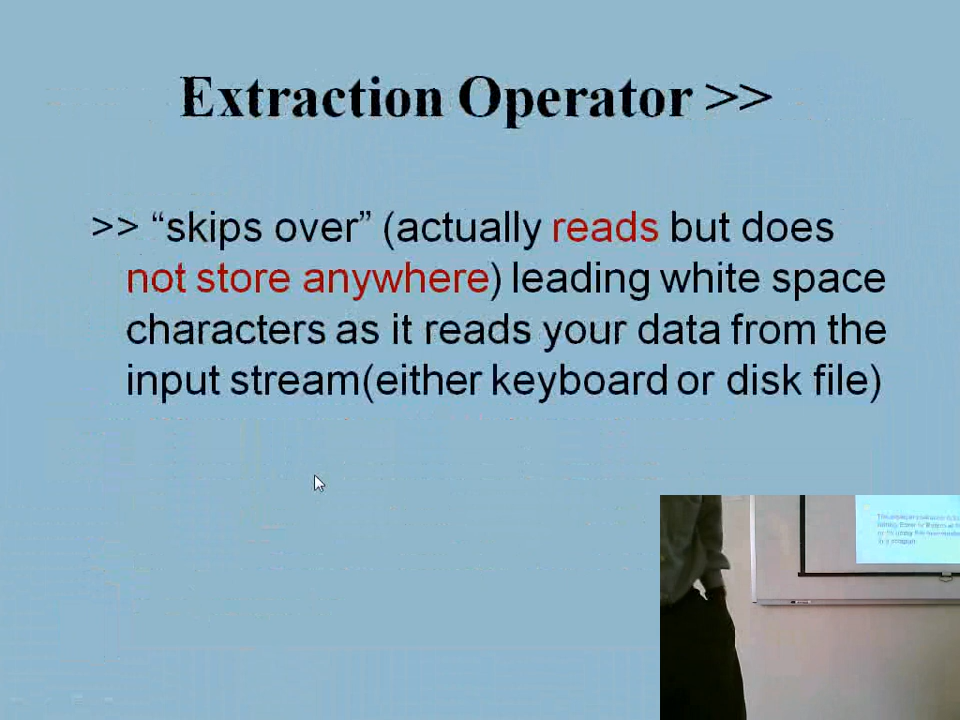 Extraction Operator >>
>> “skips over” (actually reads but does
not store anywhere) leading white space
characters as it reads your data from the
input stream(either keyboard or disk file)